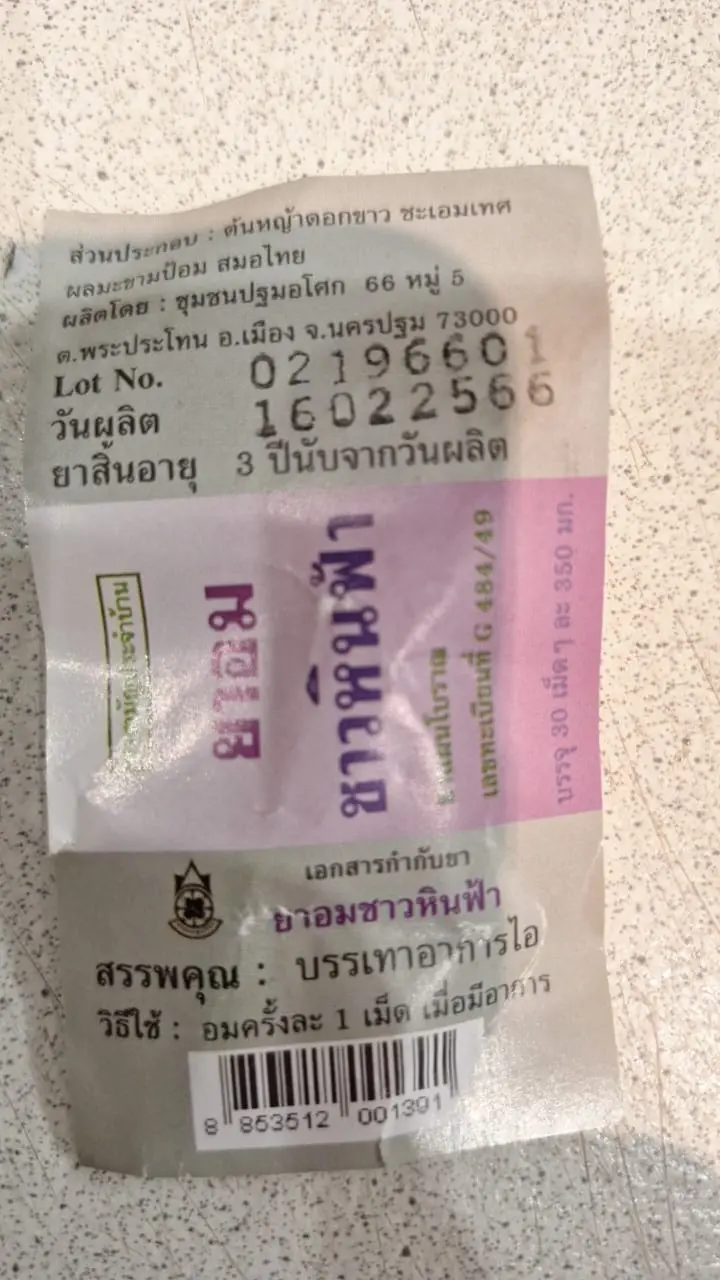 ส่วนประกอบ : ต้นหญ้าดอกขาว ชะเอมเทศ
ผลมะขามป้อม สมอไทย
ผลิตโดย : ชุมชนปฐมอโศก 66 หมู่ 5
ต.พระประโทน อ.เมือง จ.นครปฐม 73000
Lot No. 02196601
วันผลิต 16022566
ยาสิ้นอายุ 3 ปีนับจากวันผลิต
ยาอม
ชาวหินฟ้า
ยาแผนโบราณ
เลขทะเบียนที่ G 484/49
บรรจุ 30 เม็ดๆ ละ 350 มก.
เอกสารกำกับยา
ยาอมชาวหินฟ้า
สรรพคุณ : บรรเทาอาการไอ
วิธีใช้ : อมครั้งละ 1 เม็ด เมื่อมีอาการ
8 853512 001391